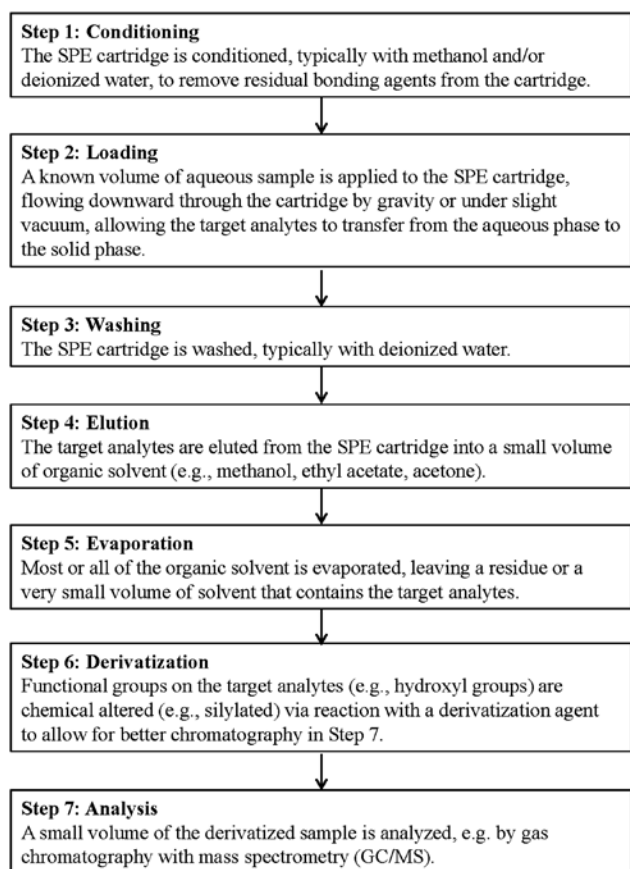 Step 1: Conditioning
The SPE cartridge is conditioned, typically with methanol and/or
deionized water, to remove residual bonding agents from the cartridge.
Step 2: Loading
A known volume of aqueous sample is applied to the SPE cartridge,
flowing downward through the cartridge by gravity or under slight
vacuum, allowing the target analytes to transfer from the aqueous phase to
the solid phase.
Step 3: Washing
The SPE cartridge is washed, typically with deionized water.
Step 4: Elution
The target analytes are eluted from the SPE cartridge into a small volume
of organic solvent (e.g., methanol, ethyl acetate, acetone).
Step 5: Evaporation
Most or all of the organic solvent is evaporated, leaving a residue or a
very small volume of solvent that contains the target analytes.
Step 6: Derivatization
Functional groups on the target analytes (e.g., hydroxyl groups) are
chemical altered (e.g., silylated) via reaction with a derivatization agent
to allow for better chromatography in Step 7.
Step 7: Analysis
A small volume of the derivatized sample is analyzed, e.g. by gas
chromatography with mass spectrometry (GC/MS).